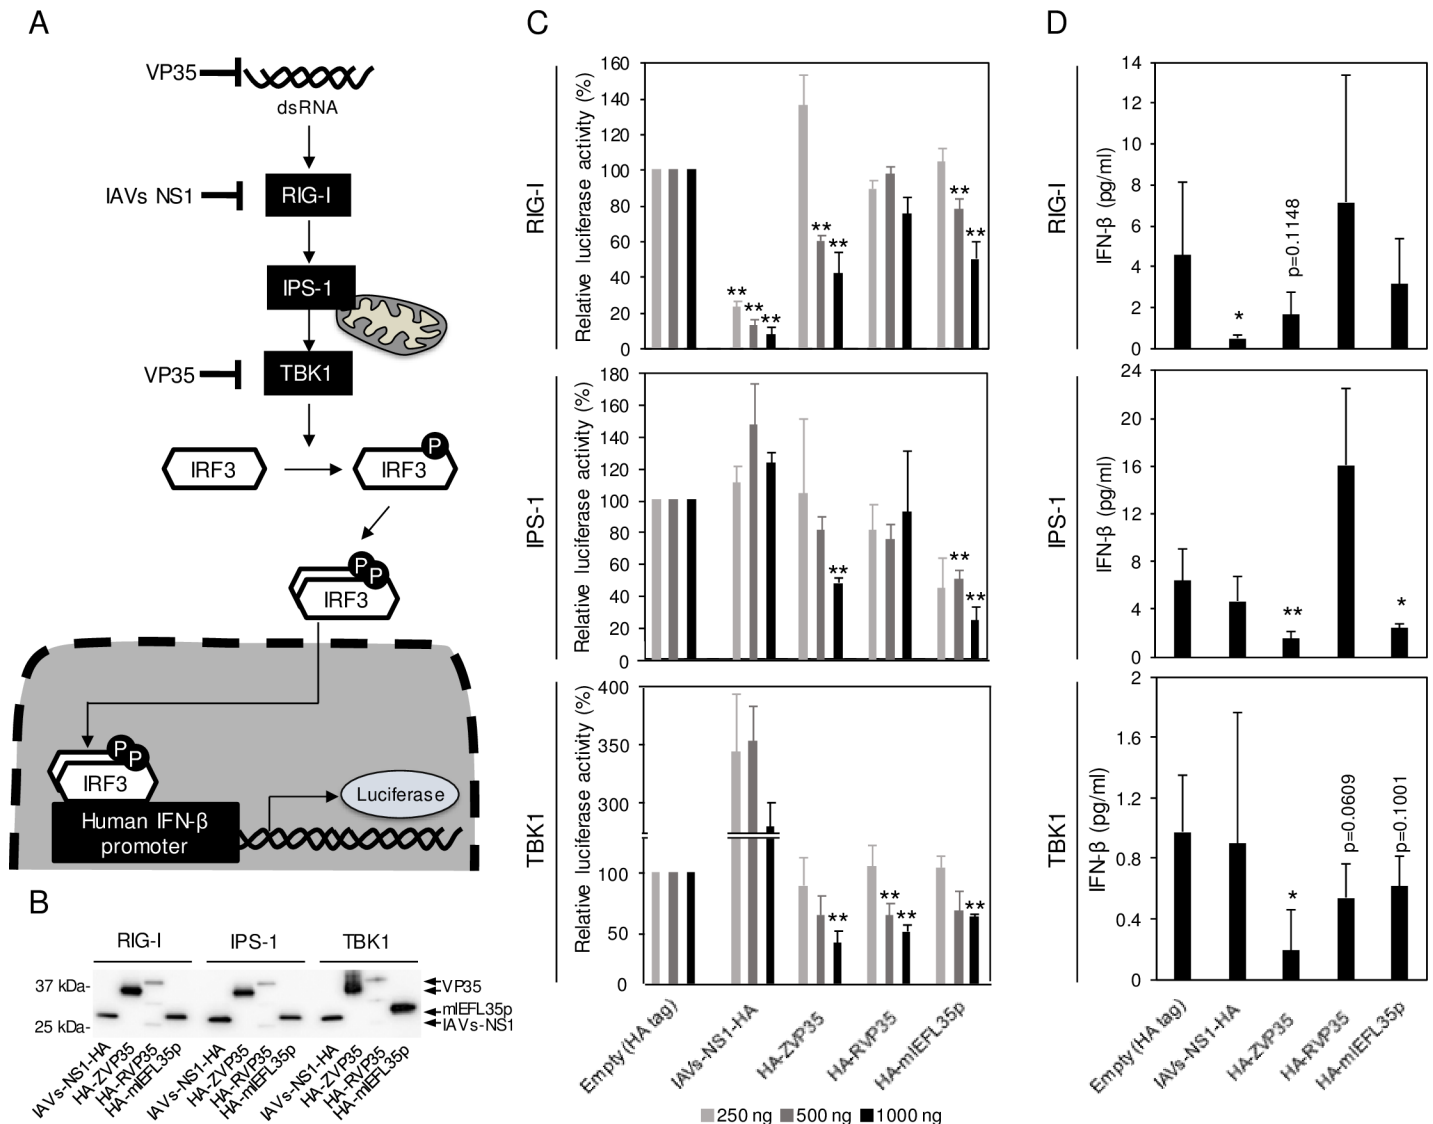 A
VP35
dsRNA
IAVs NS1
RIG-I
IPS-1
VP35
TBK1
IRF3
IRF3
P
P
P
IRF3
P
P
IRF3
Human IFN-β
promoter
Luciferase
B
RIG-I
IPS-1
TBK1
37 kDa-
25 kDa-
VP35
mIEFL35p
IAVs-NS1
IAVs-NS1-HA
HA-ZVP35
HA-RVP35
HA-mIEFL35p
IAVs-NS1-HA
HA-ZVP35
HA-RVP35
HA-mIEFL35p
IAVs-NS1-HA
HA-ZVP35
HA-RVP35
HA-mIEFL35p
C
RIG-I
Relative luciferase activity (%)
160
140
120
100
80
60
40
20
0
**
**
**
**
**
**
**
IPS-1
Relative luciferase activity (%)
180
160
140
120
100
80
60
40
20
0
**
**
**
TBK1
Relative luciferase activity (%)
400
350
300
100
50
0
**
**
**
**
Empty (HA tag)
IAVs-NS1-HA
HA-ZVP35
HA-RVP35
HA-mIEFL35p
250 ng
500 ng
1000 ng
D
RIG-I
IFN-β (pg/ml)
14
12
10
8
6
4
2
0
*
p=0.1148
IPS-1
IFN-β (pg/ml)
24
20
16
12
8
4
0
**
*
TBK1
IFN-β (pg/ml)
2
1.6
1.2
0.8
0.4
0
*
p=0.0609
p=0.1001
Empty (HA tag)
IAVs-NS1-HA
HA-ZVP35
HA-RVP35
HA-mIEFL35p